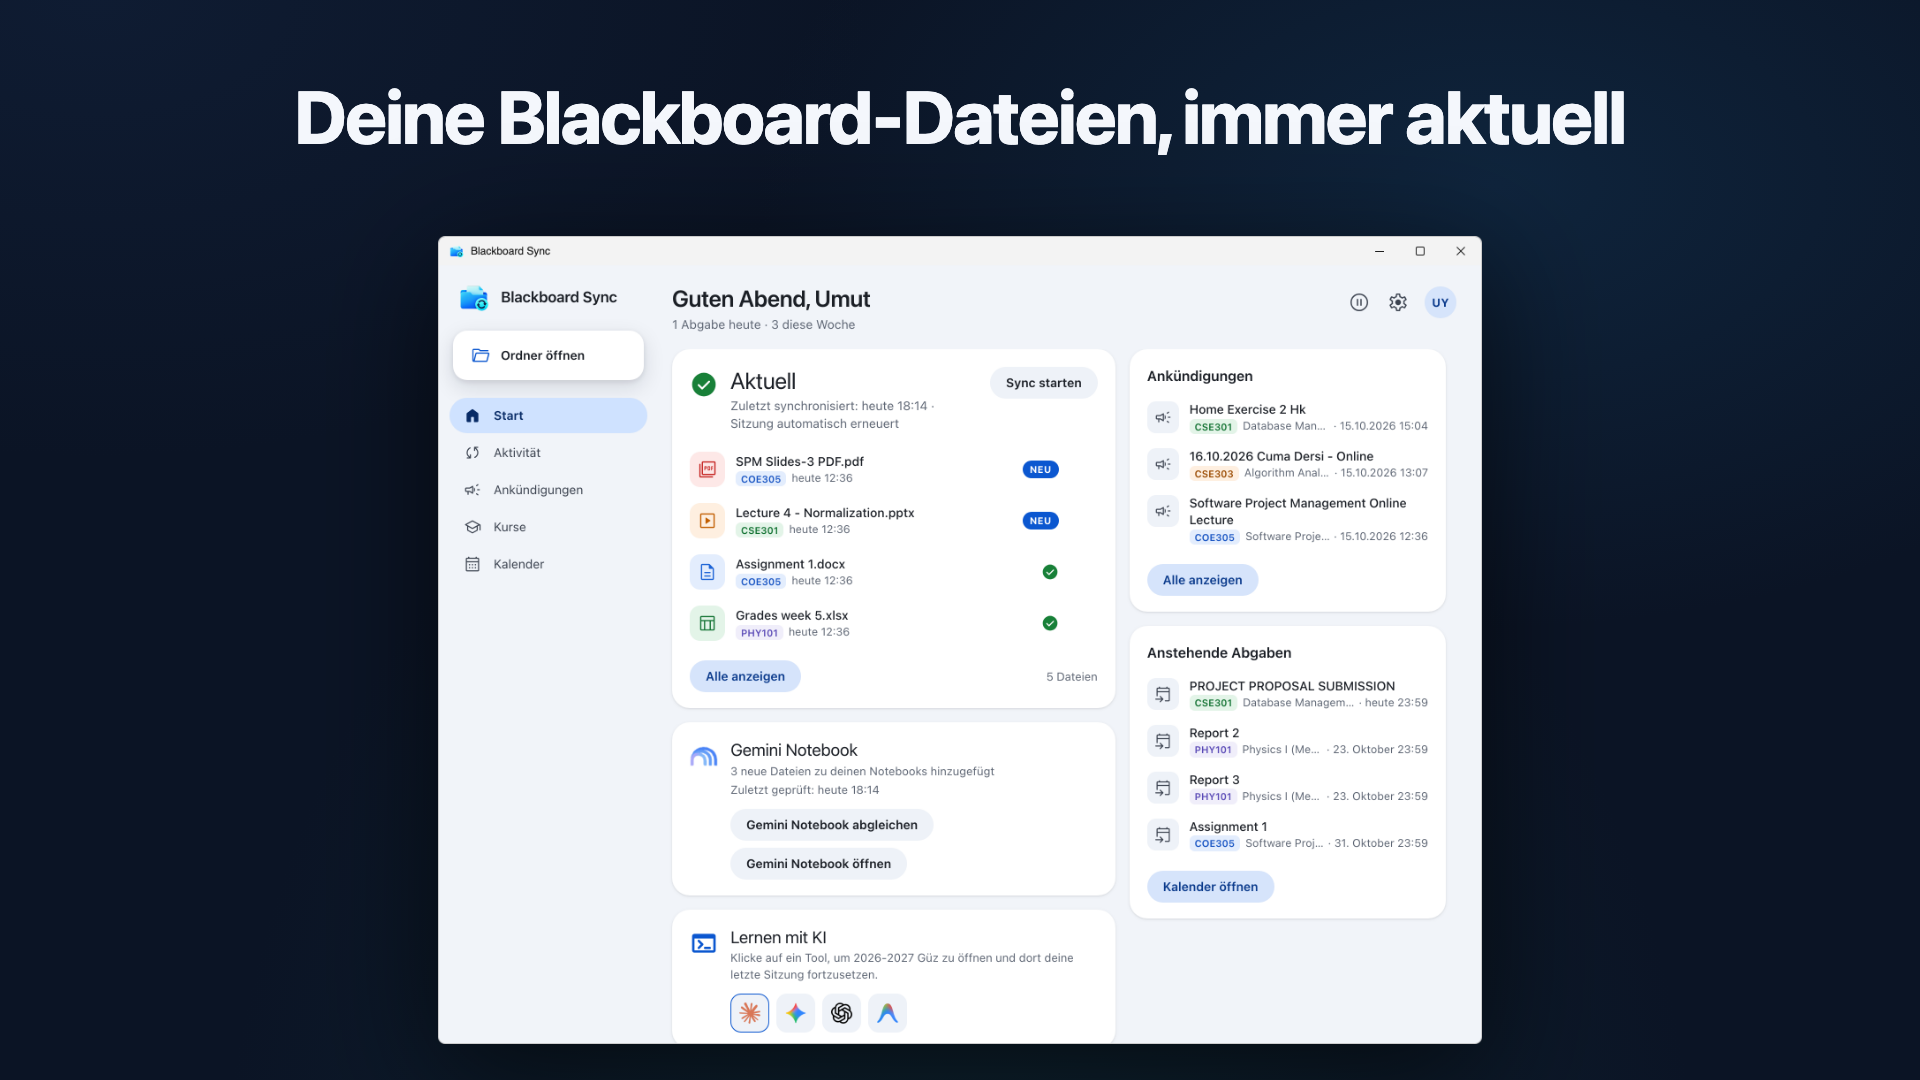 Deine Blackboard-Dateien, immer aktuell
Blackboard Sync
Blackboard Sync
Ordner öffnen
Start
Aktivität
Ankündigungen
Kurse
Kalender
Guten Abend, Umut
1 Abgabe heute · 3 diese Woche
UY
Aktuell
Sync starten
Zuletzt synchronisiert: heute 18:14 ·
Sitzung automatisch erneuert
PDF
SPM Slides-3 PDF.pdf
COE305 heute 12:36
NEU
Lecture 4 - Normalization.pptx
CSE301 heute 12:36
NEU
Assignment 1.docx
COE305 heute 12:36
Grades week 5.xlsx
PHY101 heute 12:36
Alle anzeigen
5 Dateien
Gemini Notebook
3 neue Dateien zu deinen Notebooks hinzugefügt
Zuletzt geprüft: heute 18:14
Gemini Notebook abgleichen
Gemini Notebook öffnen
Lernen mit KI
Klicke auf ein Tool, um 2026-2027 Güz zu öffnen und dort deine
letzte Sitzung fortzusetzen.
Ankündigungen
Home Exercise 2 Hk
CSE301 Database Man... · 15.10.2026 15:04
16.10.2026 Cuma Dersi - Online
CSE303 Algorithm Anal... · 15.10.2026 13:07
Software Project Management Online
Lecture
COE305 Software Proje... · 15.10.2026 12:36
Alle anzeigen
Anstehende Abgaben
PROJECT PROPOSAL SUBMISSION
CSE301 Database Managem... · heute 23:59
Report 2
PHY101 Physics I (Me... · 23. Oktober 23:59
Report 3
PHY101 Physics I (Me... · 23. Oktober 23:59
Assignment 1
COE305 Software Proj... · 31. Oktober 23:59
Kalender öffnen